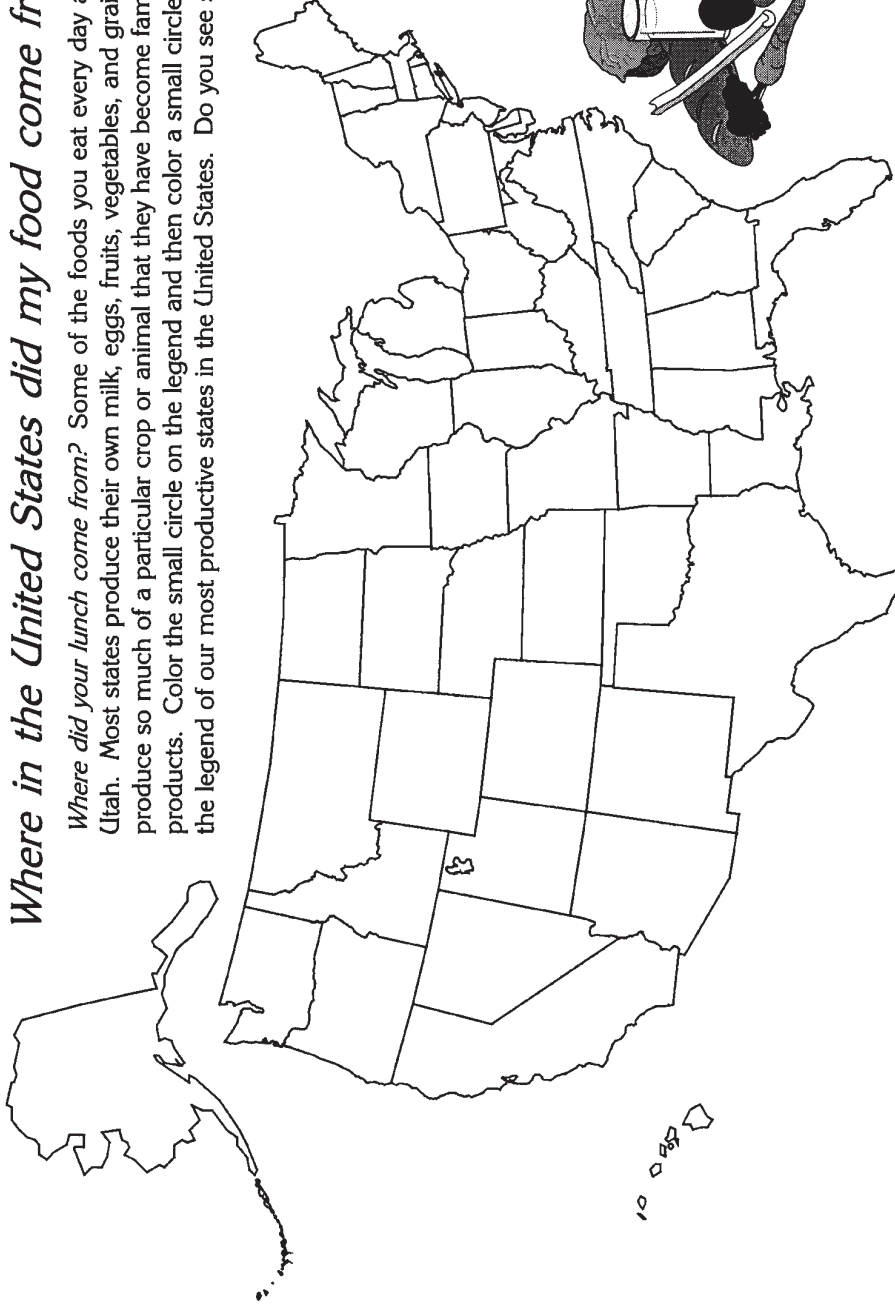 Where in the United States did my food come fr
Where did your lunch come from? Some of the foods you eat every day a
Utah. Most states produce their own milk, eggs, fruits, vegetables, and grai
produce so much of a particular crop or animal that they have become fam
products. Color the small circle on the legend and then color a small circle
the legend of our most productive states in the United States. Do you see